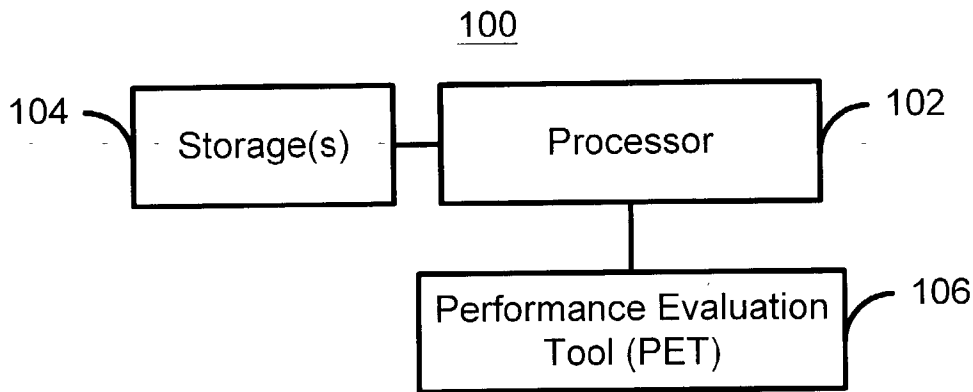 100
104
Storage(s)
Processor
102
Performance Evaluation
Tool (PET)
106